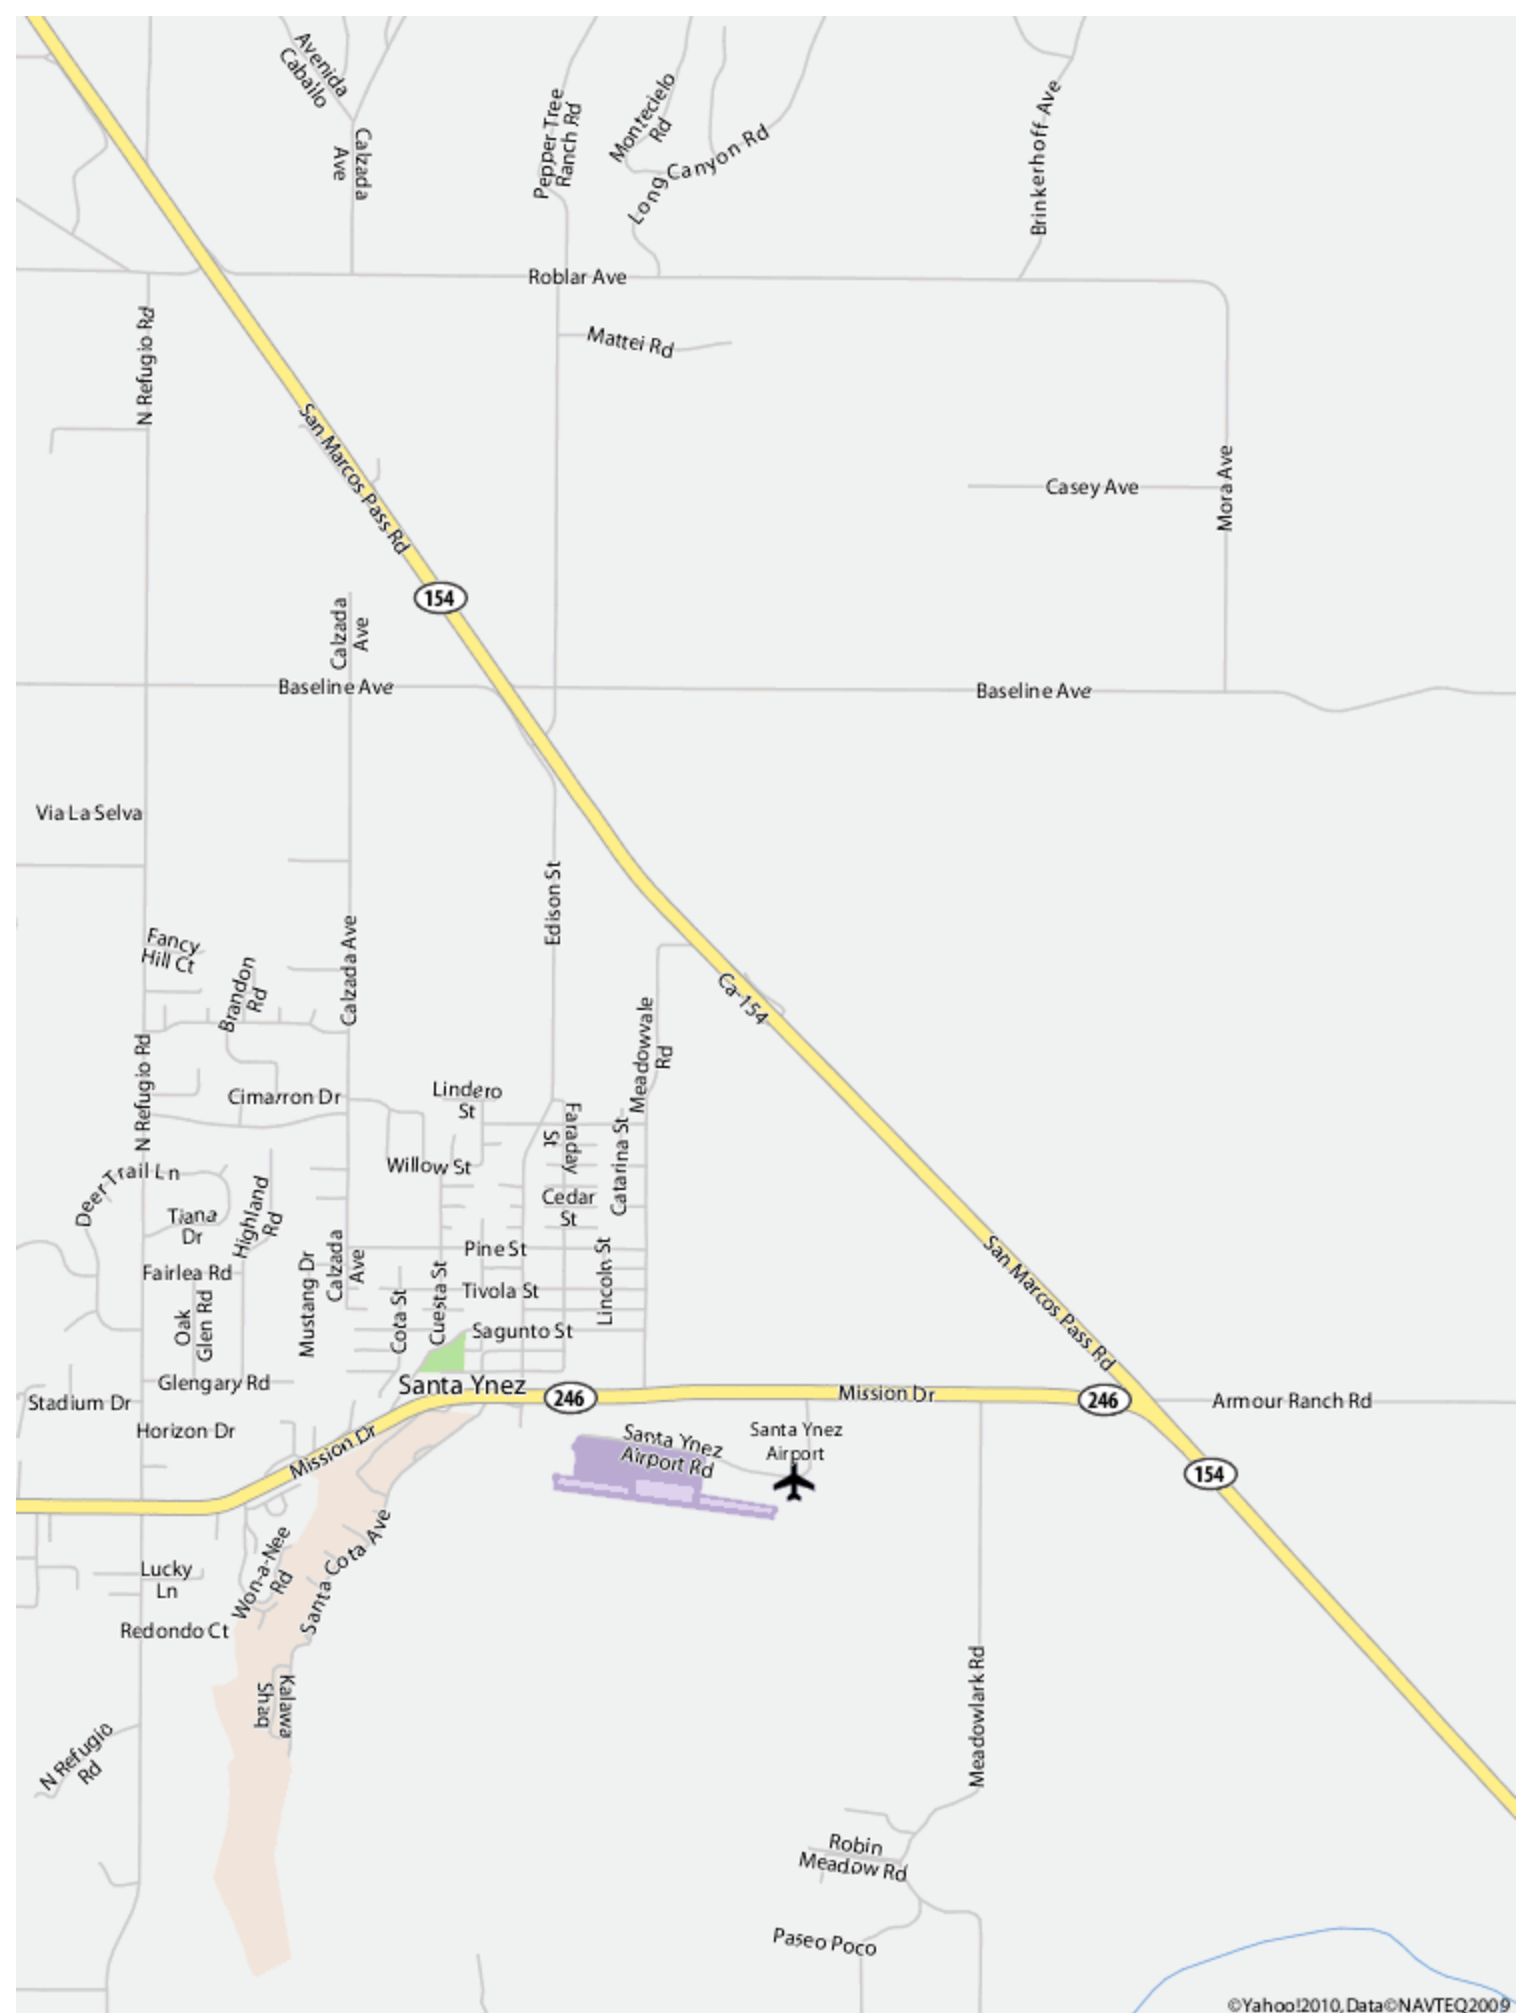 Avenida
Caballo
Calzada
Ave
Pepper Tree
Ranch Rd
Montecielo
Rd
Long Canyon Rd
Brinkerhoff Ave
Roblar Ave
N Refugio Rd
Mattei Rd
San Marcos Pass Rd
Casey Ave
Mora Ave
154
Calzada
Ave
Baseline Ave
Baseline Ave
Via La Selva
Edison St
Fancy
Hill Ct
Brandon
Rd
Calzada Ave
Ca-154
Meadowvale
Rd
N Refugio Rd
Cimarron Dr
Lindero
St
Faraday
St
Catarina St
Willow St
Deer Trail Ln
Tiana
Dr
Highland
Rd
Cedar
St
Pine St
Fairlea Rd
Mustang Dr
Calzada
Ave
Cota St
Cuesta St
Tivola St
Lincoln St
Oak
Glen Rd
Sagunto St
San Marcos Pass Rd
Glengary Rd
Santa Ynez
246
Mission Dr
246
Armour Ranch Rd
Stadium Dr
Horizon Dr
Mission Dr
Santa Ynez
Airport Rd
Santa Ynez
Airport
154
Lucky
Ln
Won-a-Nee
Rd
Santa Cota Ave
Redondo Ct
Kalawa
Shaq
Meadowlark Rd
N Refugio
Rd
Robin
Meadow Rd
Paseo Poco
©Yahoo!2010, Data©NAVTEQ2009